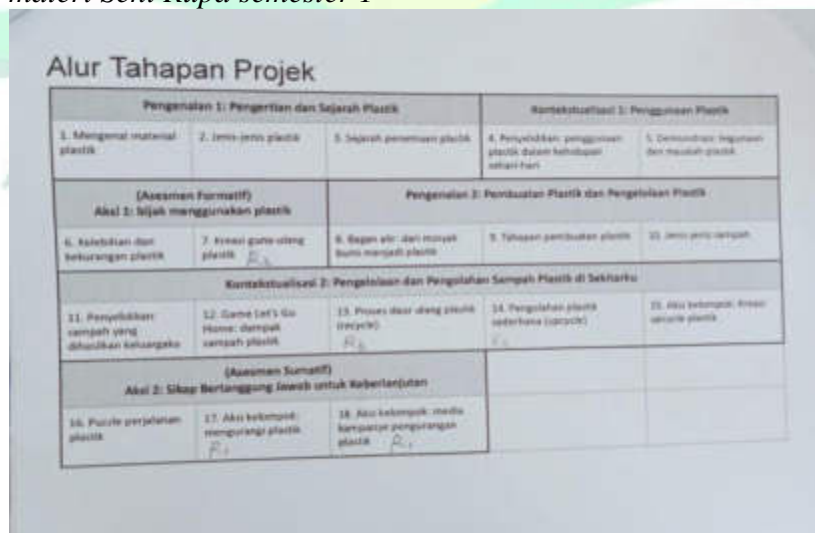 materi Seni Rupa semester 1
Alur Tahapan Projek
Pengenalan 1: Pengertian dan Sejarah Plastik
Kontekstualisasi 1: Penggunaan Plastik
1. Mengenal material
plastik
2. Jenis-jenis plastik
3. Sejarah penemuan plastik
4. Penyelidikan: penggunaan
plastik dalam kehidupan
sehari-hari
5. Demonstrasi: kegunaan
dan masalah plastik
(Asesmen Formatif)
Aksi 1: Bijak menggunakan plastik
Pengenalan 2: Pembuatan Plastik dan Pengelolaan Plastik
6. Kelebihan dan
kekurangan plastik
7. Kreasi guna-ulang
plastik
8. Bagan alir: dari minyak
bumi menjadi plastik
9. Tahapan pembuatan plastik
10. Jenis-jenis sampah
Kontekstualisasi 2: Pengelolaan dan Pengolahan Sampah Plastik di Sekitarku
11. Penyelidikan:
sampah yang
dihasilkan keluargaku
12. Game Let's Go
Home: dampak
sampah plastik
13. Proses daur ulang plastik
(recycle)
14. Pengolahan plastik
sederhana (upcycle)
15. Aksi kelompok: kreasi
upcycle plastik
(Asesmen Sumatif)
Aksi 2: Sikap Bertanggung Jawab untuk Keberlanjutan
16. Puzzle perjalanan
plastik
17. Aksi kelompok:
mengurangi plastik
18. Aksi kelompok: media
kampanye pengurangan
plastik